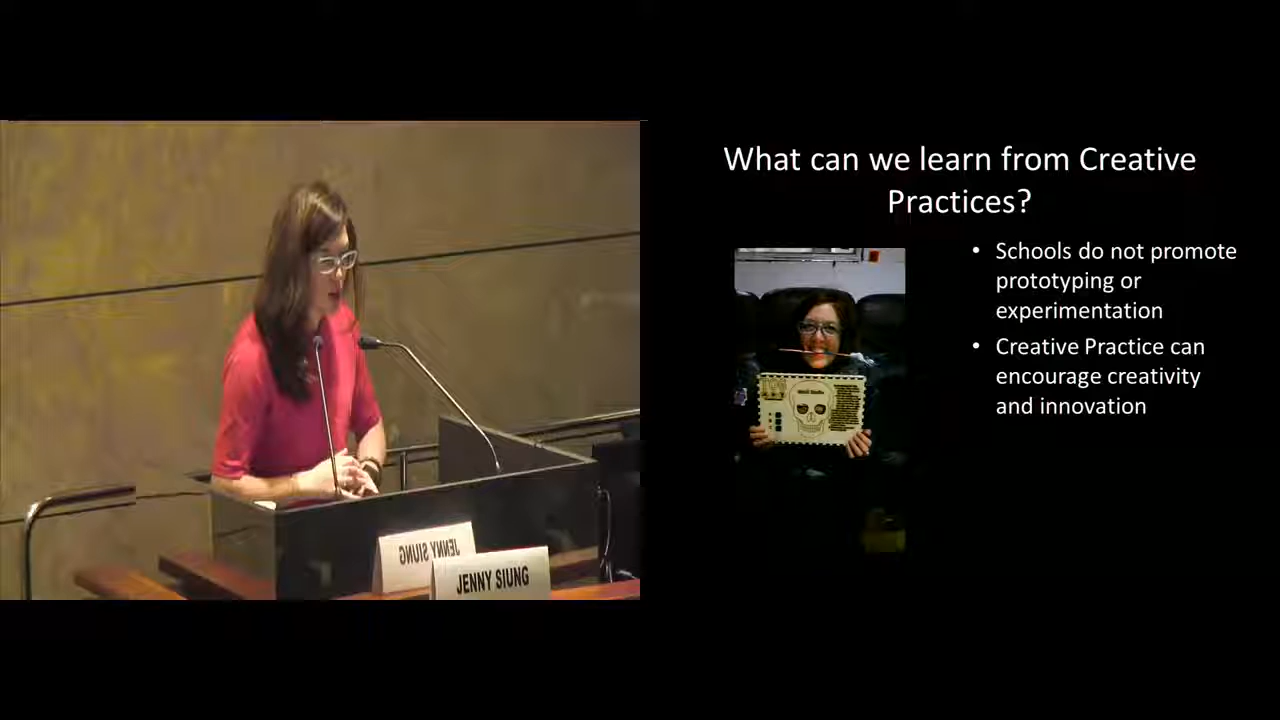 What can we learn from Creative
Practices?
• Schools do not promote
prototyping or
experimentation
• Creative Practice can
encourage creativity
and innovation
JENNY SIUNG
JENNY SIUNG